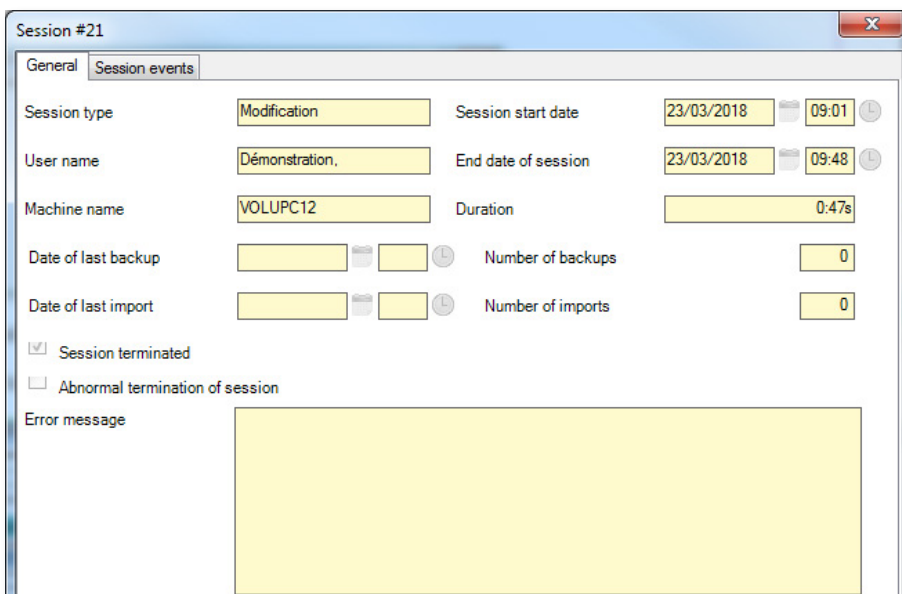 Session #21
General Session events
Session type Modification Session start date 23/03/2018 09:01
User name Démonstration, End date of session 23/03/2018 09:48
Machine name VOLUPC12 Duration 0:47s
Date of last backup Number of backups 0
Date of last import Number of imports 0
Session terminated
Abnormal termination of session
Error message